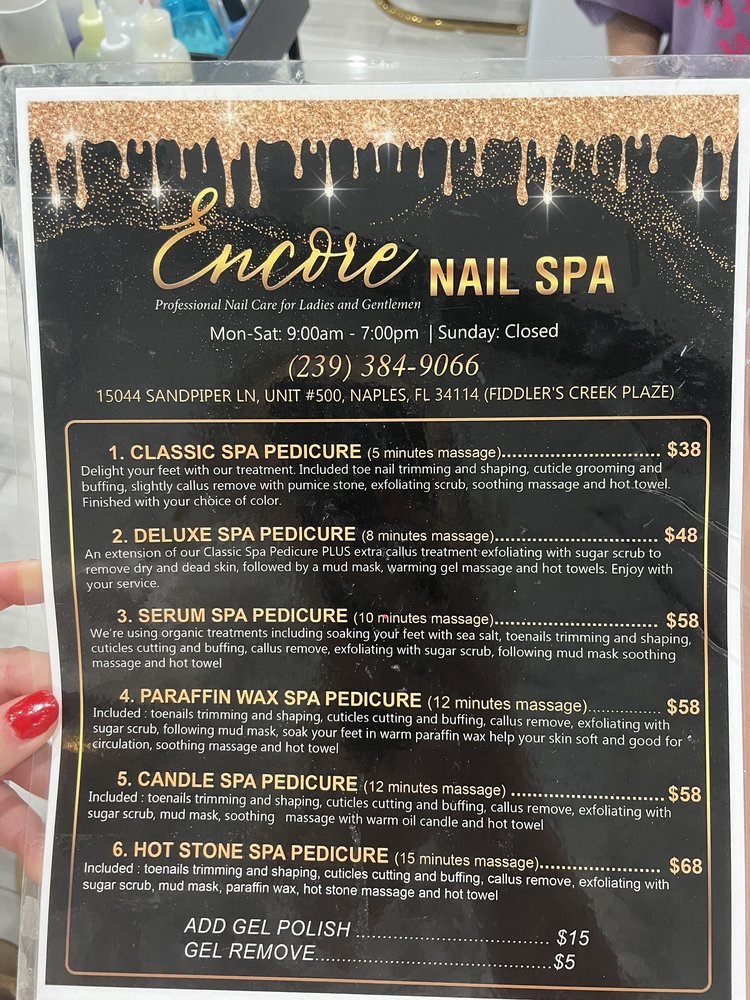 Encore NAIL SPA
Professional Nail Care for Ladies and Gentlemen
Mon-Sat: 9:00am - 7:00pm | Sunday: Closed
(239) 384-9066
15044 SANDPIPER LN, UNIT #500, NAPLES, FL 34114 (FIDDLER'S CREEK PLAZE)
1. CLASSIC SPA PEDICURE (5 minutes massage)............................. $38
Delight your feet with our treatment. Included toe nail trimming and shaping, cuticle grooming and
buffing, slightly callus remove with pumice stone, exfoliating scrub, soothing massage and hot towel.
Finished with your choice of color.
2. DELUXE SPA PEDICURE (8 minutes massage)............................... $48
An extension of our Classic Spa Pedicure PLUS extra callus treatment exfoliating with sugar scrub to
remove dry and dead skin, followed by a mud mask, warming gel massage and hot towels. Enjoy with
your service.
3. SERUM SPA PEDICURE (10 minutes massage)............................... $58
We're using organic treatments including soaking your feet with sea salt, toenails trimming and shaping,
cuticles cutting and buffing, callus remove, exfoliating with sugar scrub, following mud mask soothing
massage and hot towel
4. PARAFFIN WAX SPA PEDICURE (12 minutes massage).............. $58
Included : toenails trimming and shaping, cuticles cutting and buffing, callus remove, exfoliating with
sugar scrub, following mud mask, soak your feet in warm paraffin wax help your skin soft and good for
circulation, soothing massage and hot towel
5. CANDLE SPA PEDICURE (12 minutes massage) ............................ $58
Included : toenails trimming and shaping, cuticles cutting and buffing, callus remove, exfoliating with
sugar scrub, mud mask, soothing massage with warm oil candle and hot towel
6. HOT STONE SPA PEDICURE (15 minutes massage)...................... $68
Included : toenails trimming and shaping, cuticles cutting and buffing, callus remove, exfoliating with
sugar scrub, mud mask, paraffin wax, hot stone massage and hot towel
ADD GEL POLISH ................................ $15
GEL REMOVE.......................................$5